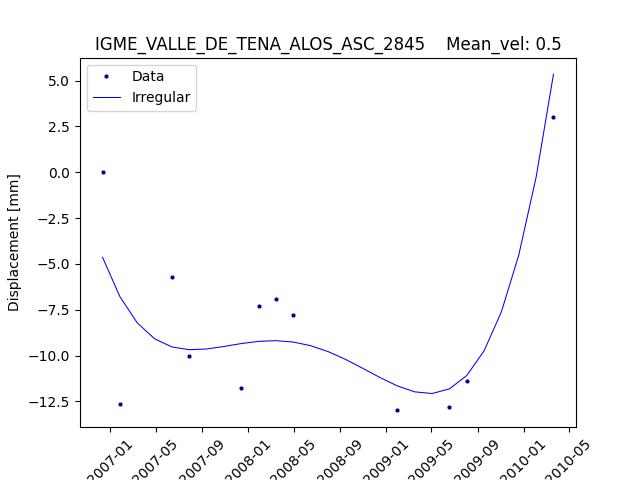 IGME_VALLE_DE_TENA_ALOS_ASC_2845    Mean_vel: 0.5
Data
Irregular
Displacement [mm]
5.0
2.5
0.0
−2.5
−5.0
−7.5
−10.0
−12.5
2007-01 2007-05 2007-09 2008-01 2008-05 2008-09 2009-01 2009-05 2009-09 2010-01 2010-05